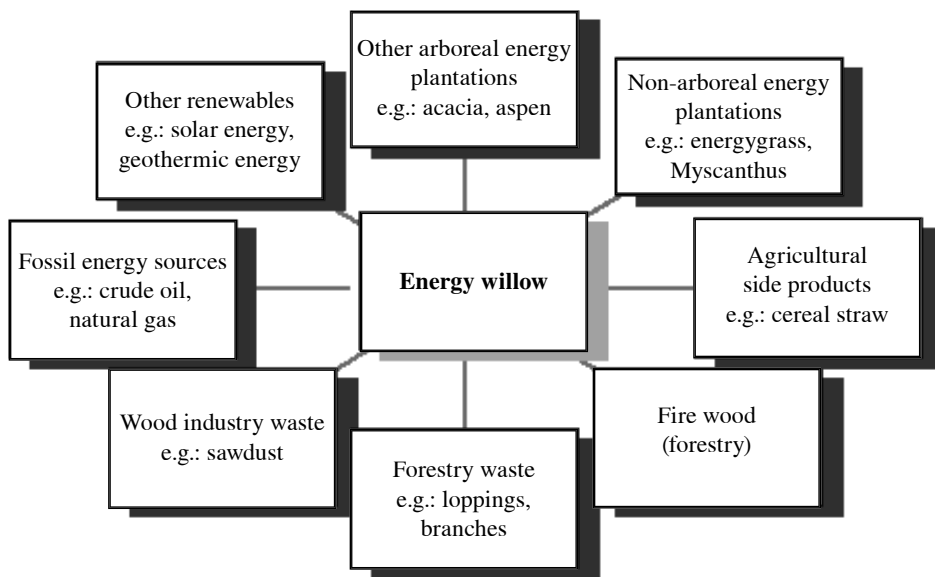 Other arboreal energy
plantations
e.g.: acacia, aspen
Other renewables
e.g.: solar energy,
geothermic energy
Non-arboreal energy
plantations
e.g.: energygrass,
Myscanthus
Fossil energy sources
e.g.: crude oil,
natural gas
Energy willow
Agricultural
side products
e.g.: cereal straw
Wood industry waste
e.g.: sawdust
Forestry waste
e.g.: loppings,
branches
Fire wood
(forestry)